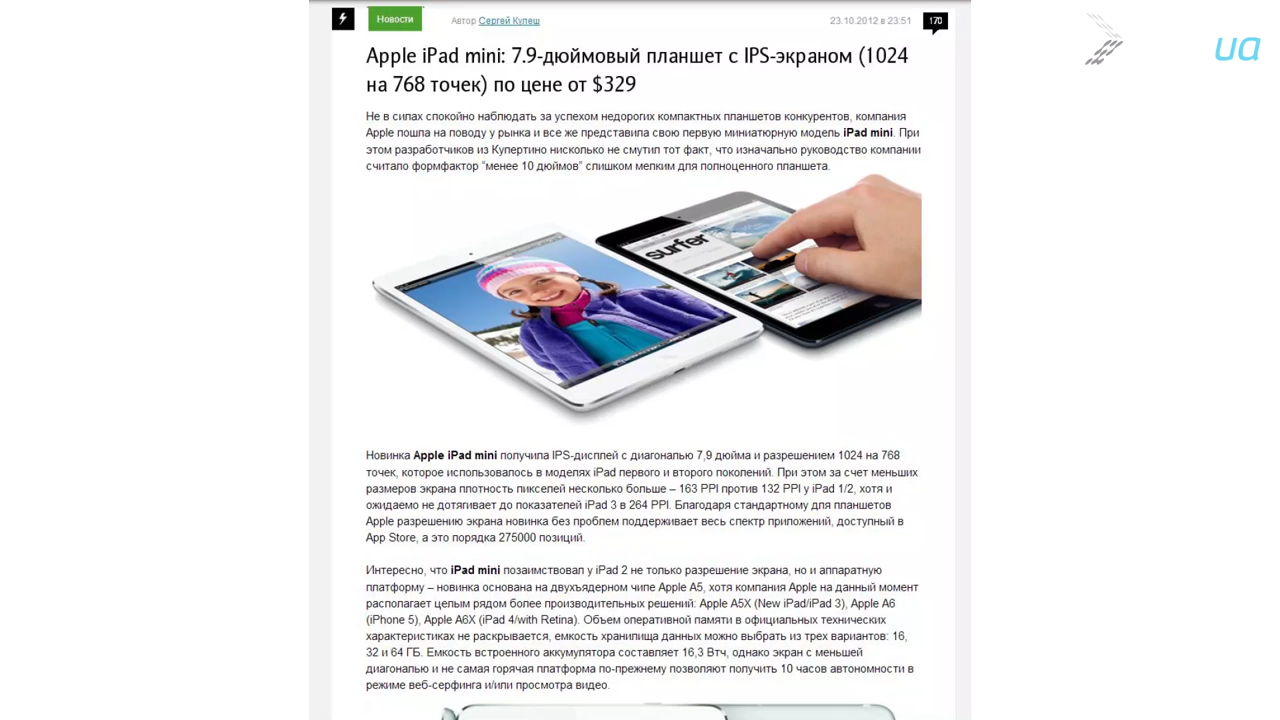 Новости
Автор Сергей Кулеш
23.10.2012 в 23:51
170
ua
Apple iPad mini: 7.9-дюймовый планшет с IPS-экраном (1024
на 768 точек) по цене от $329
Не в силах спокойно наблюдать за успехом недорогих компактных планшетов конкурентов, компания
Apple пошла на поводу у рынка и все же представила свою первую миниатюрную модель iPad mini. При
этом разработчиков из Купертино нисколько не смутил тот факт, что изначально руководство компании
считало формфактор “менее 10 дюймов” слишком мелким для полноценного планшета.
surfer
Новинка Apple iPad mini получила IPS-дисплей с диагональю 7,9 дюйма и разрешением 1024 на 768
точек, которое использовалось в моделях iPad первого и второго поколений. При этом за счет меньших
размеров экрана плотность пикселей несколько больше – 163 PPI против 132 PPI у iPad 1/2, хотя и
ожидаемо не дотягивает до показателей iPad 3 в 264 PPI. Благодаря стандартному для планшетов
Apple разрешению экрана новинка без проблем поддерживает весь спектр приложений, доступный в
App Store, а это порядка 275000 позиций.
Интересно, что iPad mini позаимствовал у iPad 2 не только разрешение экрана, но и аппаратную
платформу – новинка основана на двухъядерном чипе Apple A5, хотя компания Apple на данный момент
располагает целым рядом более производительных решений: Apple A5X (New iPad/iPad 3), Apple A6
(iPhone 5), Apple A6X (iPad 4/with Retina). Объем оперативной памяти в официальных технических
характеристиках не раскрывается, емкость хранилища данных можно выбрать из трех вариантов: 16,
32 и 64 ГБ. Емкость встроенного аккумулятора составляет 16,3 Втч, однако экран с меньшей
диагональю и не самая горячая платформа по-прежнему позволяют получить 10 часов автономности в
режиме веб-серфинга и/или просмотра видео.